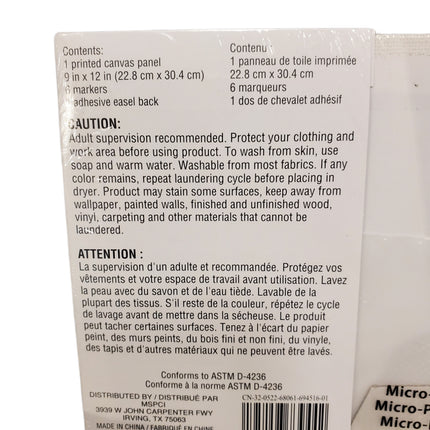 Contents:
1 printed canvas panel
9 in x 12 in (22.8 cm x 30.4 cm)
6 markers
adhesive easel back
Contenu
1 panneau de toile imprimée
22.8 cm x 30.4 cm
6 marqueurs
1 dos de chevalet adhésif
CAUTION:
Adult supervision recommended. Protect your clothing and
work area before using product. To wash from skin, use
soap and warm water. Washable from most fabrics. If any
color remains, repeat laundering cycle before placing in
dryer. Product may stain some surfaces, keep away from
wallpaper, painted walls, finished and unfinished wood,
vinyl, carpeting and other materials that cannot be
laundered.
ATTENTION :
La supervision d'un adulte et recommandée. Protégez vos
vêtements et votre espace de travail avant utilisation. Lavez
la peau avec du savon et de l'eau tiède. Lavable de la
plupart des tissus. S'il reste de la couleur, répétez le cycle
de lavage avant de mettre dans la sécheuse. Le produit
peut tacher certaines surfaces. Tenez à l'écart du papier
peint, des murs peints, du bois fini et non fini, du vinyle,
des tapis et d'autres matériaux qui ne peuvent être lavés.
Conforms to ASTM D-4236
Conforme à la norme ASTM D-4236
DISTRIBUTED BY / DISTRIBUÉ PAR
MSPCI
3939 W JOHN CARPENTER FWY
IRVING, TX 75063
MADE IN CHINA / FABRIQUÉ EN CHINE
CN-32-0522-68061-694516-01
Micro-
Micro-P
Micro-